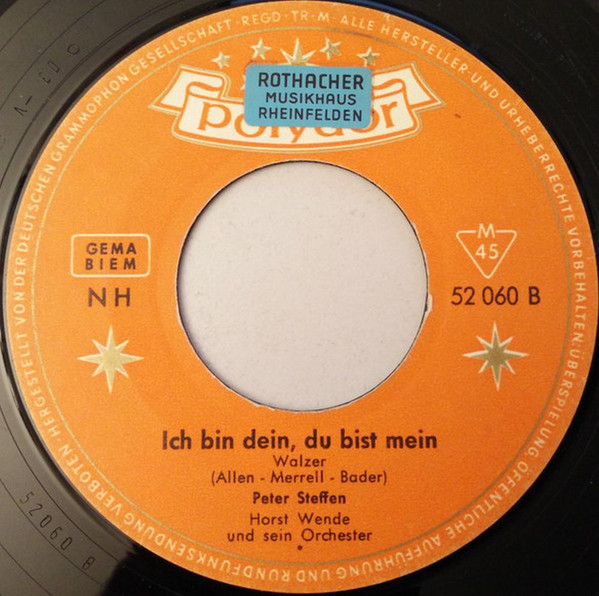 HERGESTELLT VON DER DEUTSCHEN GRAMMOPHON GESELLSCHAFT · REGD·TR·M· ALLE HERSTELLER- UND URHEBERRECHTE VORBEHALTEN: ÜBERSPIELUNG, ÖFFENTLICHE AUFFÜHRUNG UND RUNDFUNKSENDUNG VERBOTEN ·
ROTHACHER
MUSIKHAUS
RHEINFELDEN
polydor
GEMA
BIEM
NH
M
45
52 060 B
Ich bin dein, du bist mein
Walzer
(Allen - Merrell - Bader)
Peter Steffen
Horst Wende
und sein Orchester
52060 B